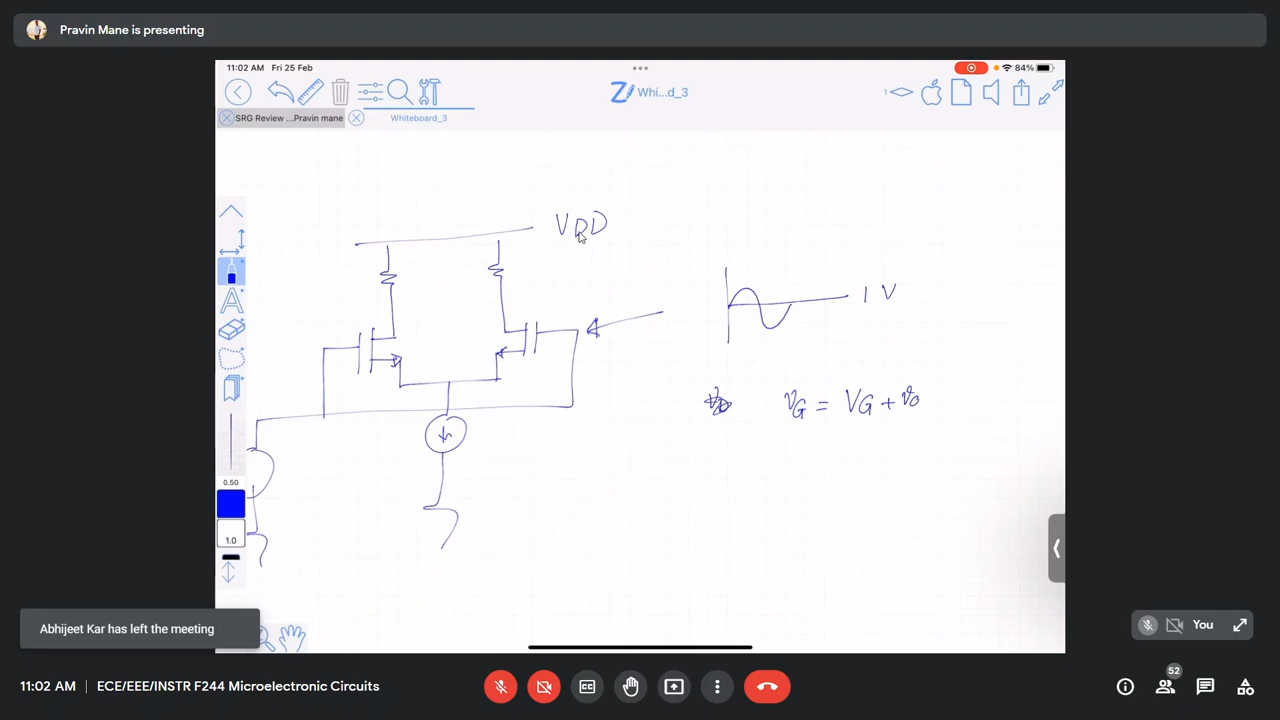 Pravin Mane is presenting
11:02 AM Fri 25 Feb
84%
Whi...d_3
SRG Review ...Pravin mane
Whiteboard_3
VDD
1 V
vG = VG + v
A
0.50
1.0
Abhijeet Kar has left the meeting
You
11:02 AM | ECE/EEE/INSTR F244 Microelectronic Circuits
52